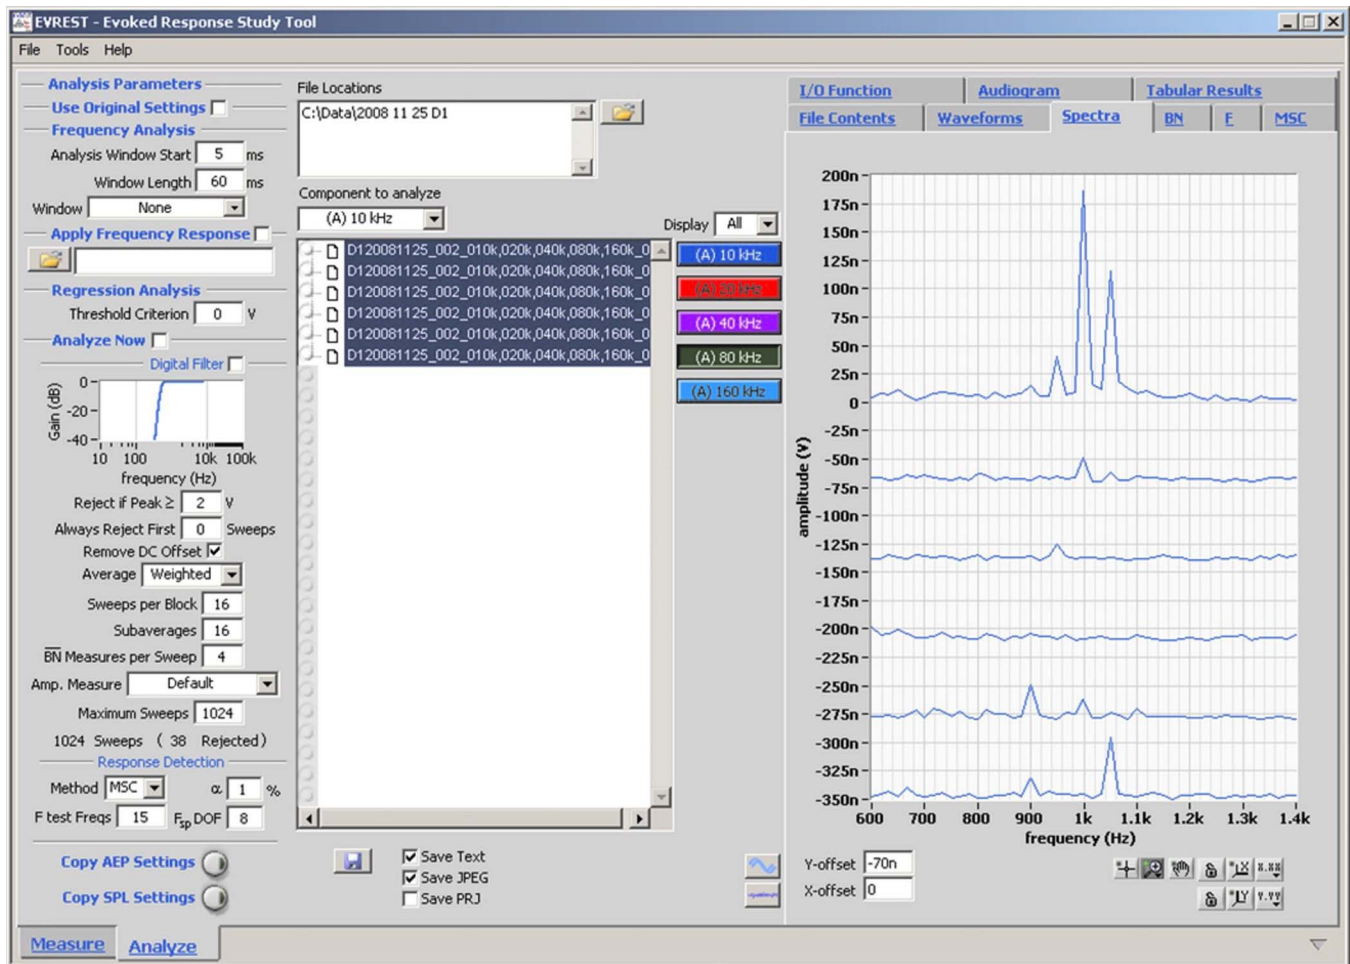 EVREST - Evoked Response Study Tool
File Tools Help
Analysis Parameters
Use Original Settings
Frequency Analysis
Analysis Window Start 5 ms
Window Length 60 ms
Window None
Apply Frequency Response
Regression Analysis
Threshold Criterion 0 V
Analyze Now
Digital Filter
Gain (dB)
0
-20
-40
10 100 10k 100k
frequency (Hz)
Reject if Peak ≥ 2 V
Always Reject First 0 Sweeps
Remove DC Offset
Average Weighted
Sweeps per Block 16
Subaverages 16
BN Measures per Sweep 4
Amp. Measure Default
Maximum Sweeps 1024
1024 Sweeps ( 38 Rejected)
Response Detection
Method MSC α 1 %
F test Freqs 15 Fsp DOF 8
Copy AEP Settings
Copy SPL Settings
File Locations
C:\Data\2008 11 25 D1
Component to analyze
(A) 10 kHz
Display All
D120081125_002_010k,020k,040k,080k,160k_0
D120081125_002_010k,020k,040k,080k,160k_0
D120081125_002_010k,020k,040k,080k,160k_0
D120081125_002_010k,020k,040k,080k,160k_0
D120081125_002_010k,020k,040k,080k,160k_0
D120081125_002_010k,020k,040k,080k,160k_0
(A) 10 kHz
(A) 20 kHz
(A) 40 kHz
(A) 80 kHz
(A) 160 kHz
Save Text
Save JPEG
Save PRJ
I/O Function Audiogram Tabular Results
File Contents Waveforms Spectra BN F MSC
amplitude (V)
200n
175n
150n
125n
100n
75n
50n
25n
0
-25n
-50n
-75n
-100n
-125n
-150n
-175n
-200n
-225n
-250n
-275n
-300n
-325n
-350n
600 700 800 900 1k 1.1k 1.2k 1.3k 1.4k
frequency (Hz)
Y-offset -70n
X-offset 0
X X.XX
Y Y.YY
Measure Analyze